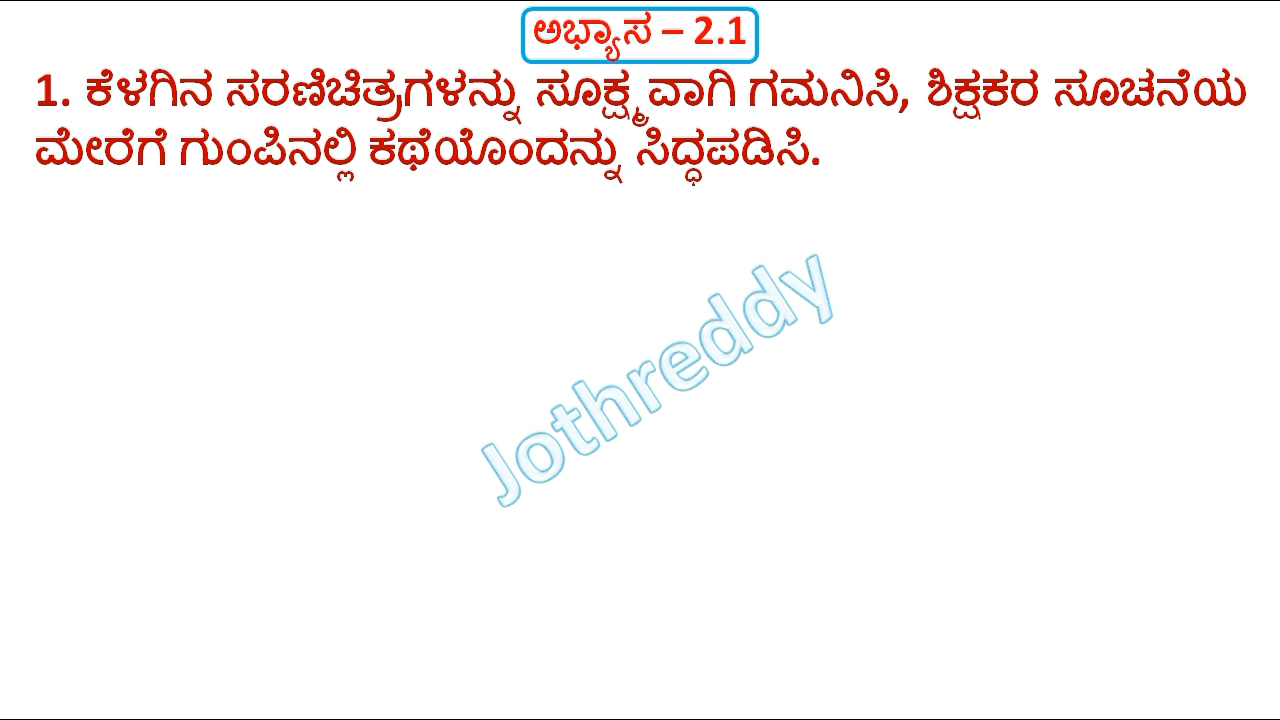 ಅಭ್ಯಾಸ – 2.1
1. ಕೆಳಗಿನ ಸರಣಿಚಿತ್ರಗಳನ್ನು ಸೂಕ್ಷ್ಮವಾಗಿ ಗಮನಿಸಿ, ಶಿಕ್ಷಕರ ಸೂಚನೆಯ
ಮೇರೆಗೆ ಗುಂಪಿನಲ್ಲಿ ಕಥೆಯೊಂದನ್ನು ಸಿದ್ಧಪಡಿಸಿ.
Jothreddy